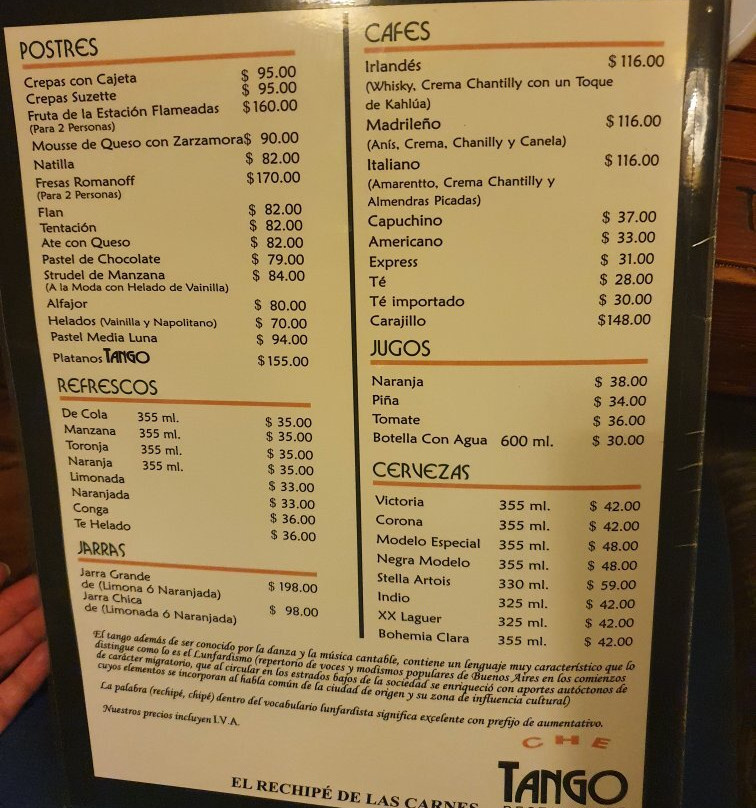 POSTRES
Crepas con Cajeta $ 95.00
Crepas Suzette $ 95.00
Fruta de la Estación Flameadas $160.00
(Para 2 Personas)
Mousse de Queso con Zarzamora$ 90.00
Natilla $ 82.00
Fresas Romanoff $170.00
(Para 2 Personas)
Flan $ 82.00
Tentación $ 82.00
Ate con Queso $ 82.00
Pastel de Chocolate $ 79.00
Strudel de Manzana $ 84.00
(A la Moda con Helado de Vainilla)
Alfajor $ 80.00
Helados (Vainilla y Napolitano) $ 70.00
Pastel Media Luna $ 94.00
Platanos TANGO $155.00
REFRESCOS
De Cola 355 ml. $ 35.00
Manzana 355 ml. $ 35.00
Toronja 355 ml. $ 35.00
Naranja 355 ml. $ 35.00
Limonada $ 33.00
Naranjada $ 33.00
Conga $ 36.00
Te Helado $ 36.00
JARRAS
Jarra Grande
de (Limona ó Naranjada) $ 198.00
Jarra Chica
de (Limonada ó Naranjada) $ 98.00
CAFES
Irlandés $ 116.00
(Whisky, Crema Chantilly con un Toque
de Kahlúa)
Madrileño $ 116.00
(Anís, Crema, Chanilly y Canela)
Italiano $ 116.00
(Amarentto, Crema Chantilly y
Almendras Picadas)
Capuchino $ 37.00
Americano $ 33.00
Express $ 31.00
Té $ 28.00
Té importado $ 30.00
Carajillo $148.00
JUGOS
Naranja $ 38.00
Piña $ 34.00
Tomate $ 36.00
Botella Con Agua 600 ml. $ 30.00
CERVEZAS
Victoria 355 ml. $ 42.00
Corona 355 ml. $ 42.00
Modelo Especial 355 ml. $ 48.00
Negra Modelo 355 ml. $ 48.00
Stella Artois 330 ml. $ 59.00
Indio 325 ml. $ 42.00
XX Laguer 325 ml. $ 42.00
Bohemia Clara 355 ml. $ 42.00
El tango además de ser conocido por la danza y la música cantable, contiene un lenguaje muy característico que lo
distingue como lo es el Lunfardismo (repertorio de voces y modismos populares de Buenos Aires en los comienzos
de carácter migratorio, que al circular en los estrados bajos de la sociedad se enriqueció con aportes autóctonos de
cuyos elementos se incorporan al habla común de la ciudad de origen y su zona de influencia cultural)
La palabra (rechipé, chipé) dentro del vocabulario lunfardista significa excelente con prefijo de aumentativo.
Nuestros precios incluyen I.V.A.
CHE
TANGO
EL RECHIPÉ DE LAS CARNES